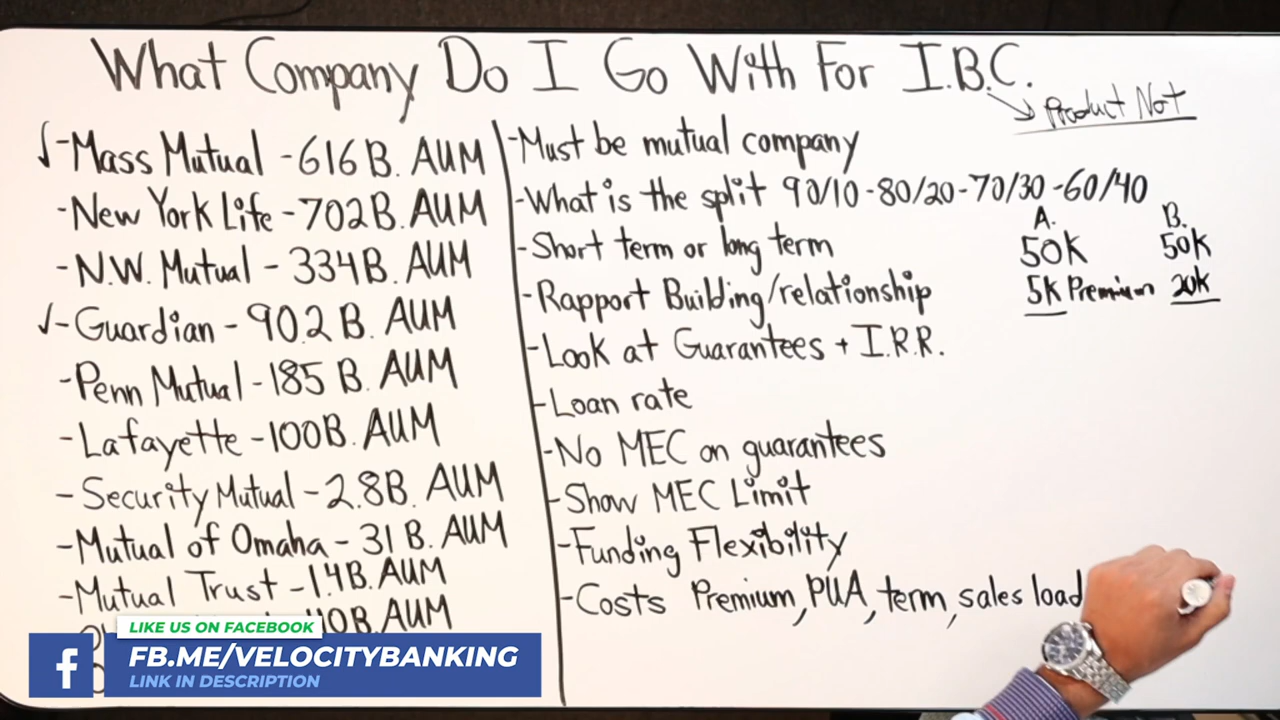 What Company Do I Go With For I.B.C.
Product Not
✓-Mass Mutual - 616 B. AUM
-New York Life - 702 B. AUM
-N.W. Mutual - 334 B. AUM
✓-Guardian - 90.2 B. AUM
-Penn Mutual - 185 B. AUM
-Lafayette - 100 B. AUM
-Security Mutual - 2.8 B. AUM
-Mutual of Omaha - 31 B. AUM
-Mutual Trust - 1.4 B. AUM
0 B. AUM
-Must be mutual company
-What is the split 90/10 - 80/20 - 70/30 - 60/40
-Short term or long term
-Rapport Building/relationship
-Look at Guarantees + I.R.R.
-Loan rate
-No MEC on guarantees
-Show MEC Limit
-Funding Flexibility
-Costs Premium, PUA, term, sales load
A. B.
50K 50K
5K Premium 20K
LIKE US ON FACEBOOK
FB.ME/VELOCITYBANKING
LINK IN DESCRIPTION